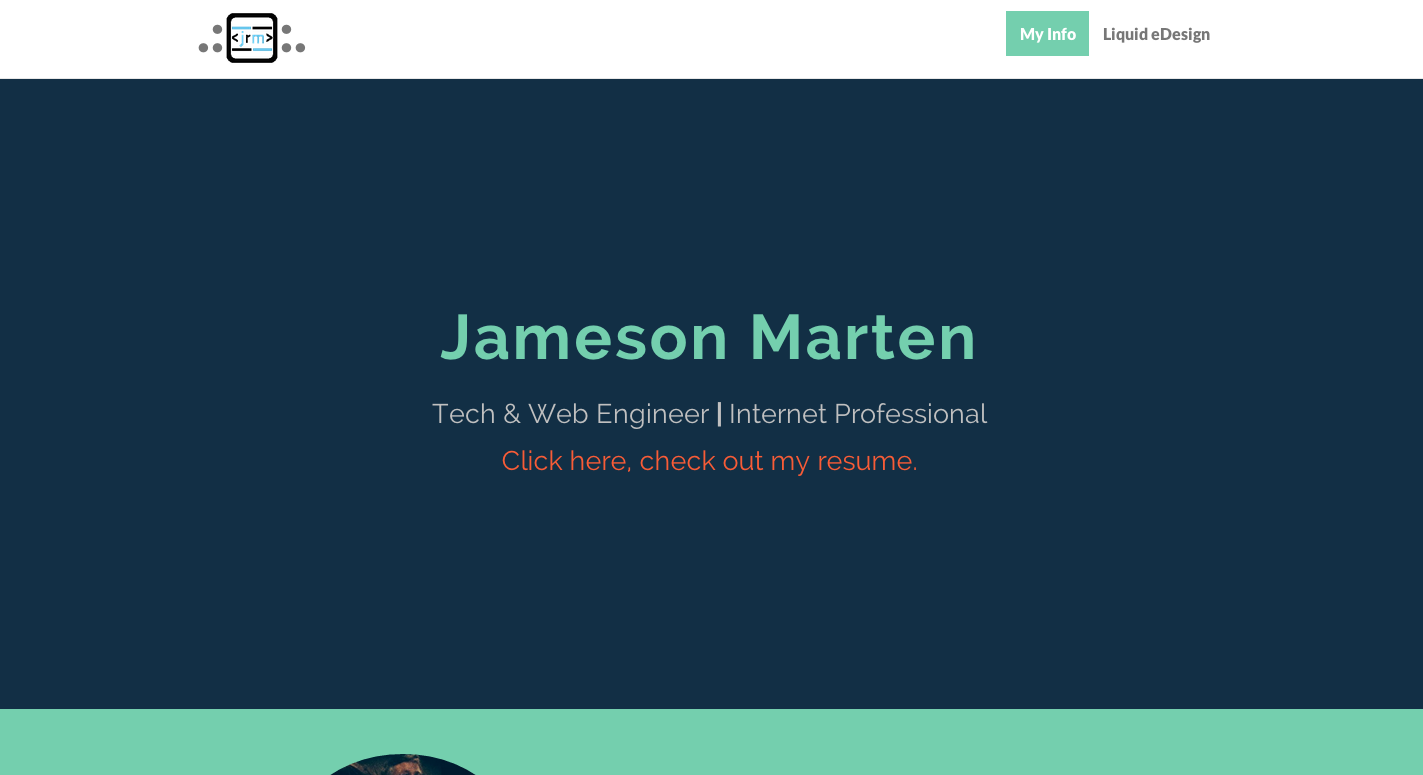 <jrm>
My Info
Liquid eDesign
Jameson Marten
Tech & Web Engineer | Internet Professional
Click here, check out my resume.